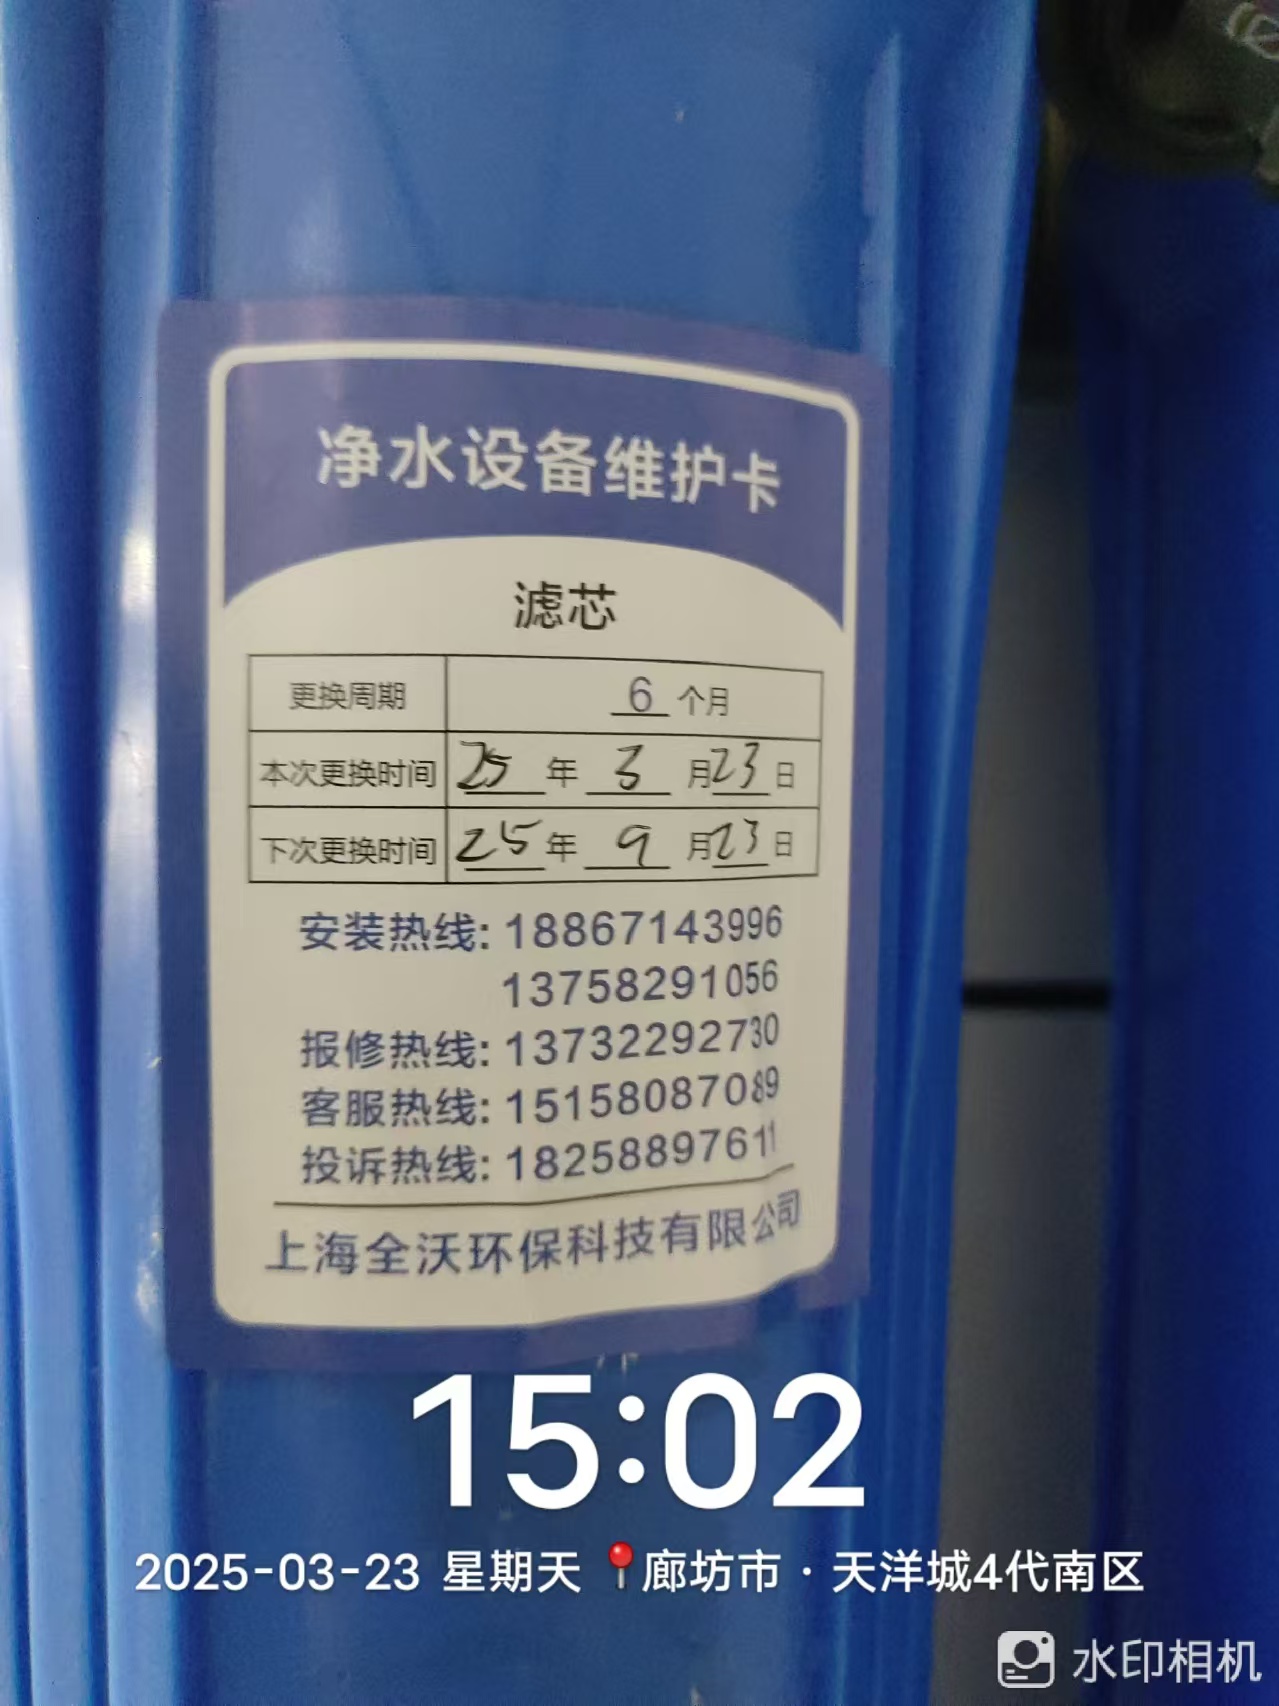 净水设备维护卡
滤芯
更换周期 6 个月
本次更换时间 25 年 3 月 23 日
下次更换时间 25 年 9 月 23 日
安装热线: 18867143996
13758291056
报修热线: 13732292730
客服热线: 15158087089
投诉热线: 18258897611
上海全沃环保科技有限公司
15:02
2025-03-23 星期天 📍廊坊市 · 天洋城4代南区
水印相机